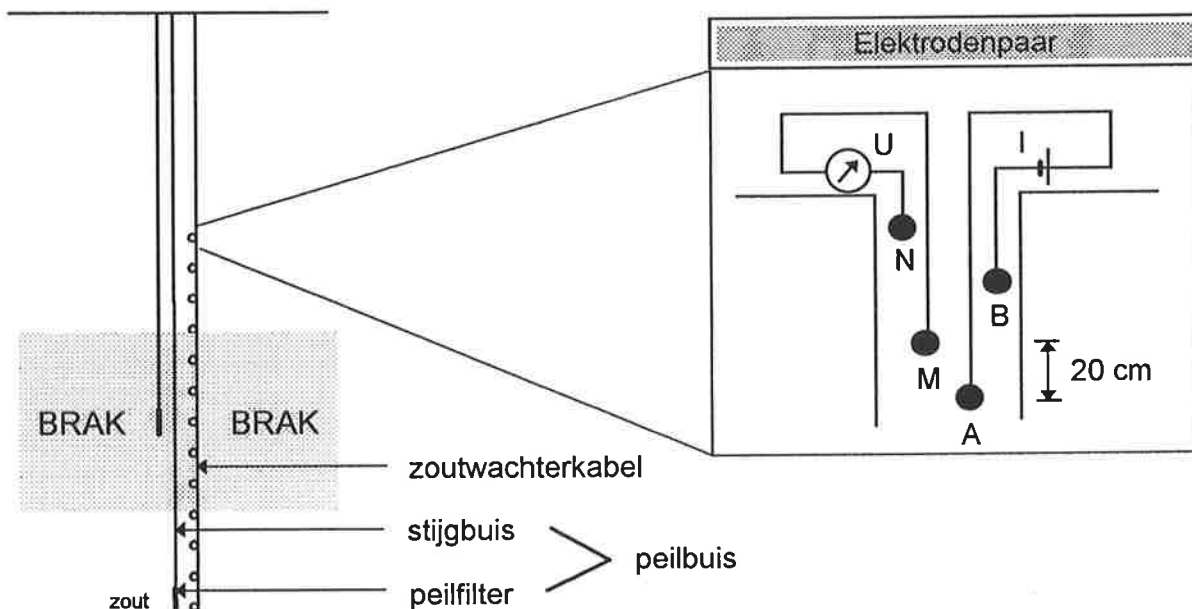 Elektrodenpaar
U
I
N
B
M
20 cm
A
BRAK
BRAK
zoutwachterkabel
stijgbuis
peilbuis
peilfilter
zout